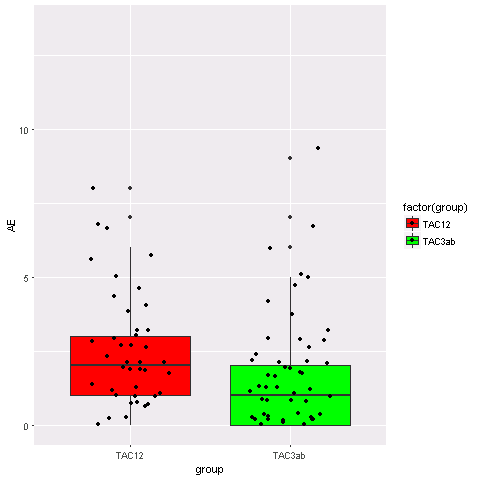 AE
10
5
0
TAC12 TAC3ab
group
factor(group)
TAC12
TAC3ab